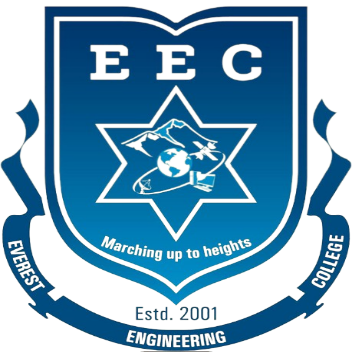 EEC
Marching up to heights
Estd. 2001
EVEREST
ENGINEERING
COLLEGE